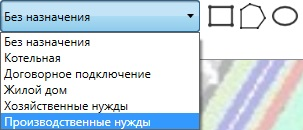 Без назначения
Без назначения
Котельная
Договорное подключение
Жилой дом
Хозяйственные нужды
Производственные нужды